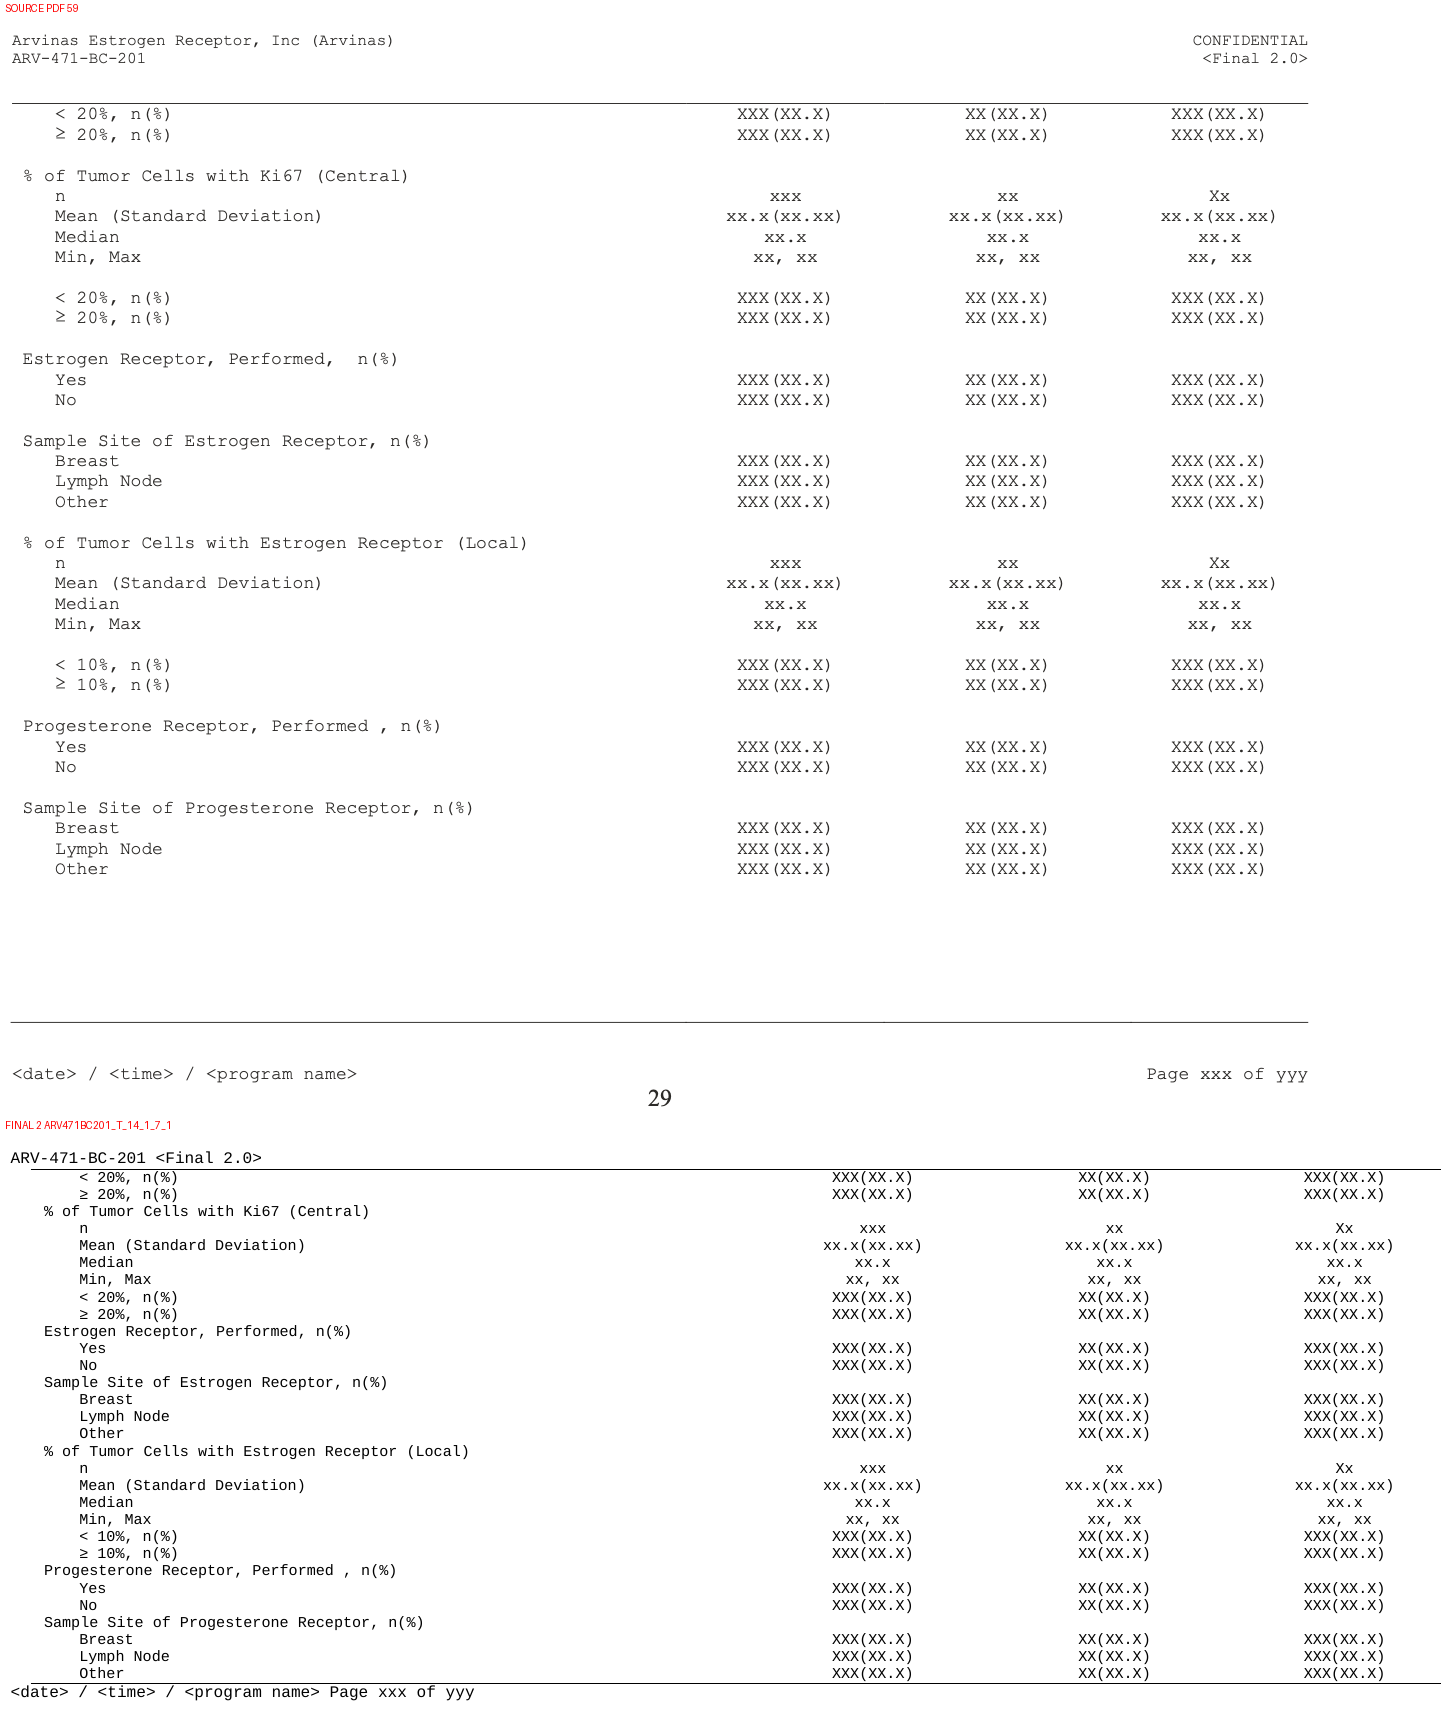 SOURCE PDF 59
Arvinas Estrogen Receptor, Inc (Arvinas) CONFIDENTIAL
ARV-471-BC-201 <Final 2.0>
< 20%, n(%) XXX(XX.X) XX(XX.X) XXX(XX.X)
≥ 20%, n(%) XXX(XX.X) XX(XX.X) XXX(XX.X)
% of Tumor Cells with Ki67 (Central)
n xxx xx Xx
Mean (Standard Deviation) xx.x(xx.xx) xx.x(xx.xx) xx.x(xx.xx)
Median xx.x xx.x xx.x
Min, Max xx, xx xx, xx xx, xx
< 20%, n(%) XXX(XX.X) XX(XX.X) XXX(XX.X)
≥ 20%, n(%) XXX(XX.X) XX(XX.X) XXX(XX.X)
Estrogen Receptor, Performed, n(%)
Yes XXX(XX.X) XX(XX.X) XXX(XX.X)
No XXX(XX.X) XX(XX.X) XXX(XX.X)
Sample Site of Estrogen Receptor, n(%)
Breast XXX(XX.X) XX(XX.X) XXX(XX.X)
Lymph Node XXX(XX.X) XX(XX.X) XXX(XX.X)
Other XXX(XX.X) XX(XX.X) XXX(XX.X)
% of Tumor Cells with Estrogen Receptor (Local)
n xxx xx Xx
Mean (Standard Deviation) xx.x(xx.xx) xx.x(xx.xx) xx.x(xx.xx)
Median xx.x xx.x xx.x
Min, Max xx, xx xx, xx xx, xx
< 10%, n(%) XXX(XX.X) XX(XX.X) XXX(XX.X)
≥ 10%, n(%) XXX(XX.X) XX(XX.X) XXX(XX.X)
Progesterone Receptor, Performed , n(%)
Yes XXX(XX.X) XX(XX.X) XXX(XX.X)
No XXX(XX.X) XX(XX.X) XXX(XX.X)
Sample Site of Progesterone Receptor, n(%)
Breast XXX(XX.X) XX(XX.X) XXX(XX.X)
Lymph Node XXX(XX.X) XX(XX.X) XXX(XX.X)
Other XXX(XX.X) XX(XX.X) XXX(XX.X)
<date> / <time> / <program name> Page xxx of yyy
29
FINAL 2 ARV471BC201_T_14_1_7_1
ARV-471-BC-201 <Final 2.0>
< 20%, n(%) XXX(XX.X) XX(XX.X) XXX(XX.X)
≥ 20%, n(%) XXX(XX.X) XX(XX.X) XXX(XX.X)
% of Tumor Cells with Ki67 (Central)
n xxx xx Xx
Mean (Standard Deviation) xx.x(xx.xx) xx.x(xx.xx) xx.x(xx.xx)
Median xx.x xx.x xx.x
Min, Max xx, xx xx, xx xx, xx
< 20%, n(%) XXX(XX.X) XX(XX.X) XXX(XX.X)
≥ 20%, n(%) XXX(XX.X) XX(XX.X) XXX(XX.X)
Estrogen Receptor, Performed, n(%)
Yes XXX(XX.X) XX(XX.X) XXX(XX.X)
No XXX(XX.X) XX(XX.X) XXX(XX.X)
Sample Site of Estrogen Receptor, n(%)
Breast XXX(XX.X) XX(XX.X) XXX(XX.X)
Lymph Node XXX(XX.X) XX(XX.X) XXX(XX.X)
Other XXX(XX.X) XX(XX.X) XXX(XX.X)
% of Tumor Cells with Estrogen Receptor (Local)
n xxx xx Xx
Mean (Standard Deviation) xx.x(xx.xx) xx.x(xx.xx) xx.x(xx.xx)
Median xx.x xx.x xx.x
Min, Max xx, xx xx, xx xx, xx
< 10%, n(%) XXX(XX.X) XX(XX.X) XXX(XX.X)
≥ 10%, n(%) XXX(XX.X) XX(XX.X) XXX(XX.X)
Progesterone Receptor, Performed , n(%)
Yes XXX(XX.X) XX(XX.X) XXX(XX.X)
No XXX(XX.X) XX(XX.X) XXX(XX.X)
Sample Site of Progesterone Receptor, n(%)
Breast XXX(XX.X) XX(XX.X) XXX(XX.X)
Lymph Node XXX(XX.X) XX(XX.X) XXX(XX.X)
Other XXX(XX.X) XX(XX.X) XXX(XX.X)
<date> / <time> / <program name> Page xxx of yyy